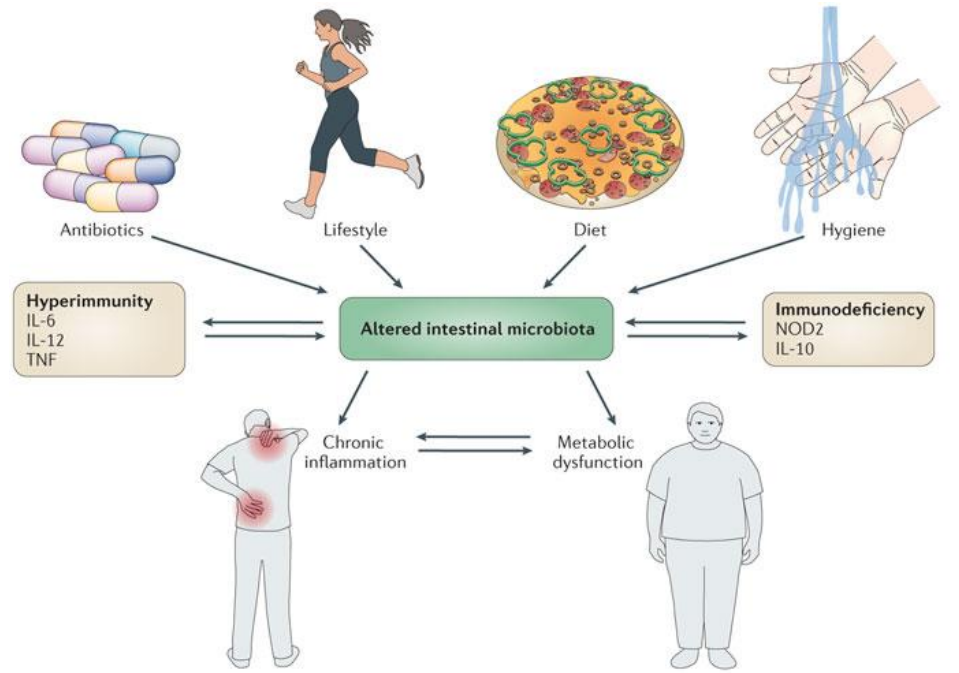 Antibiotics
Lifestyle
Diet
Hygiene
Hyperimmunity
IL-6
IL-12
TNF
Altered intestinal microbiota
Immunodeficiency
NOD2
IL-10
Chronic
inflammation
Metabolic
dysfunction